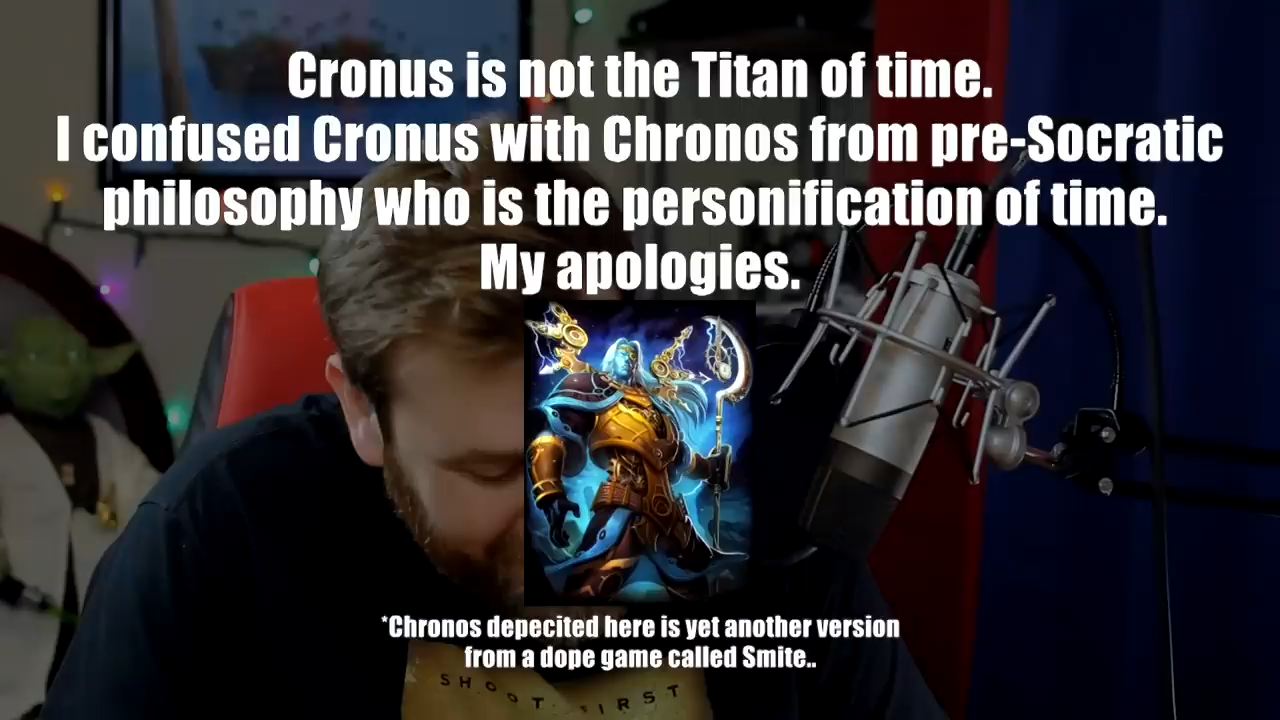 Cronus is not the Titan of time.
I confused Cronus with Chronos from pre-Socratic
philosophy who is the personification of time.
My apologies.
*Chronos depecited here is yet another version
from a dope game called Smite..
SHOOT FIRST